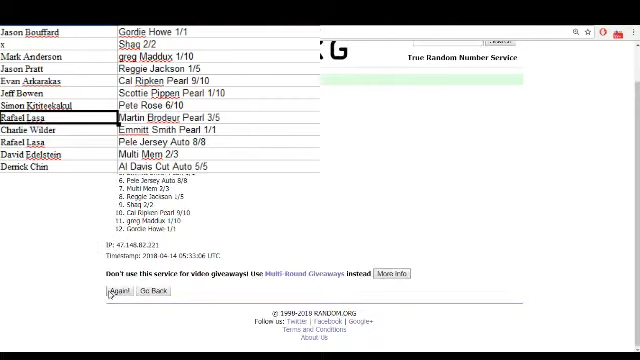 Jason Bouffard Gordie Howe 1/1
x Shaq 2/2
Mark Anderson greg Maddux 1/10
Jason Pratt Reggie Jackson 1/5
Evan Arkarakas Cal Ripken Pearl 9/10
Jeff Bowen Scottie Pippen Pearl 1/10
Simon Kititeekakul Pete Rose 6/10
Rafael Lasa Martin Brodeur Pearl 3/5
Charlie Wilder Emmitt Smith Pearl 1/1
Rafael Lasa Pele Jersey Auto 8/8
David Edelstein Multi Mem 2/3
Derrick Chin Al Davis Cut Auto 5/5
True Random Number Service
6. Pele Jersey Auto 8/8
7. Multi Mem 2/3
8. Reggie Jackson 1/5
9. Shaq 2/2
10. Cal Ripken Pearl 9/10
11. greg Maddux 1/10
12. Gordie Howe 1/1
IP: 47.148.82.221
Timestamp: 2018-04-14 05:33:06 UTC
Don't use this service for video giveaways! Use Multi-Round Giveaways instead More Info
Again! Go Back
© 1998-2018 RANDOM.ORG
Follow us: Twitter | Facebook | Google+
Terms and Conditions
About Us